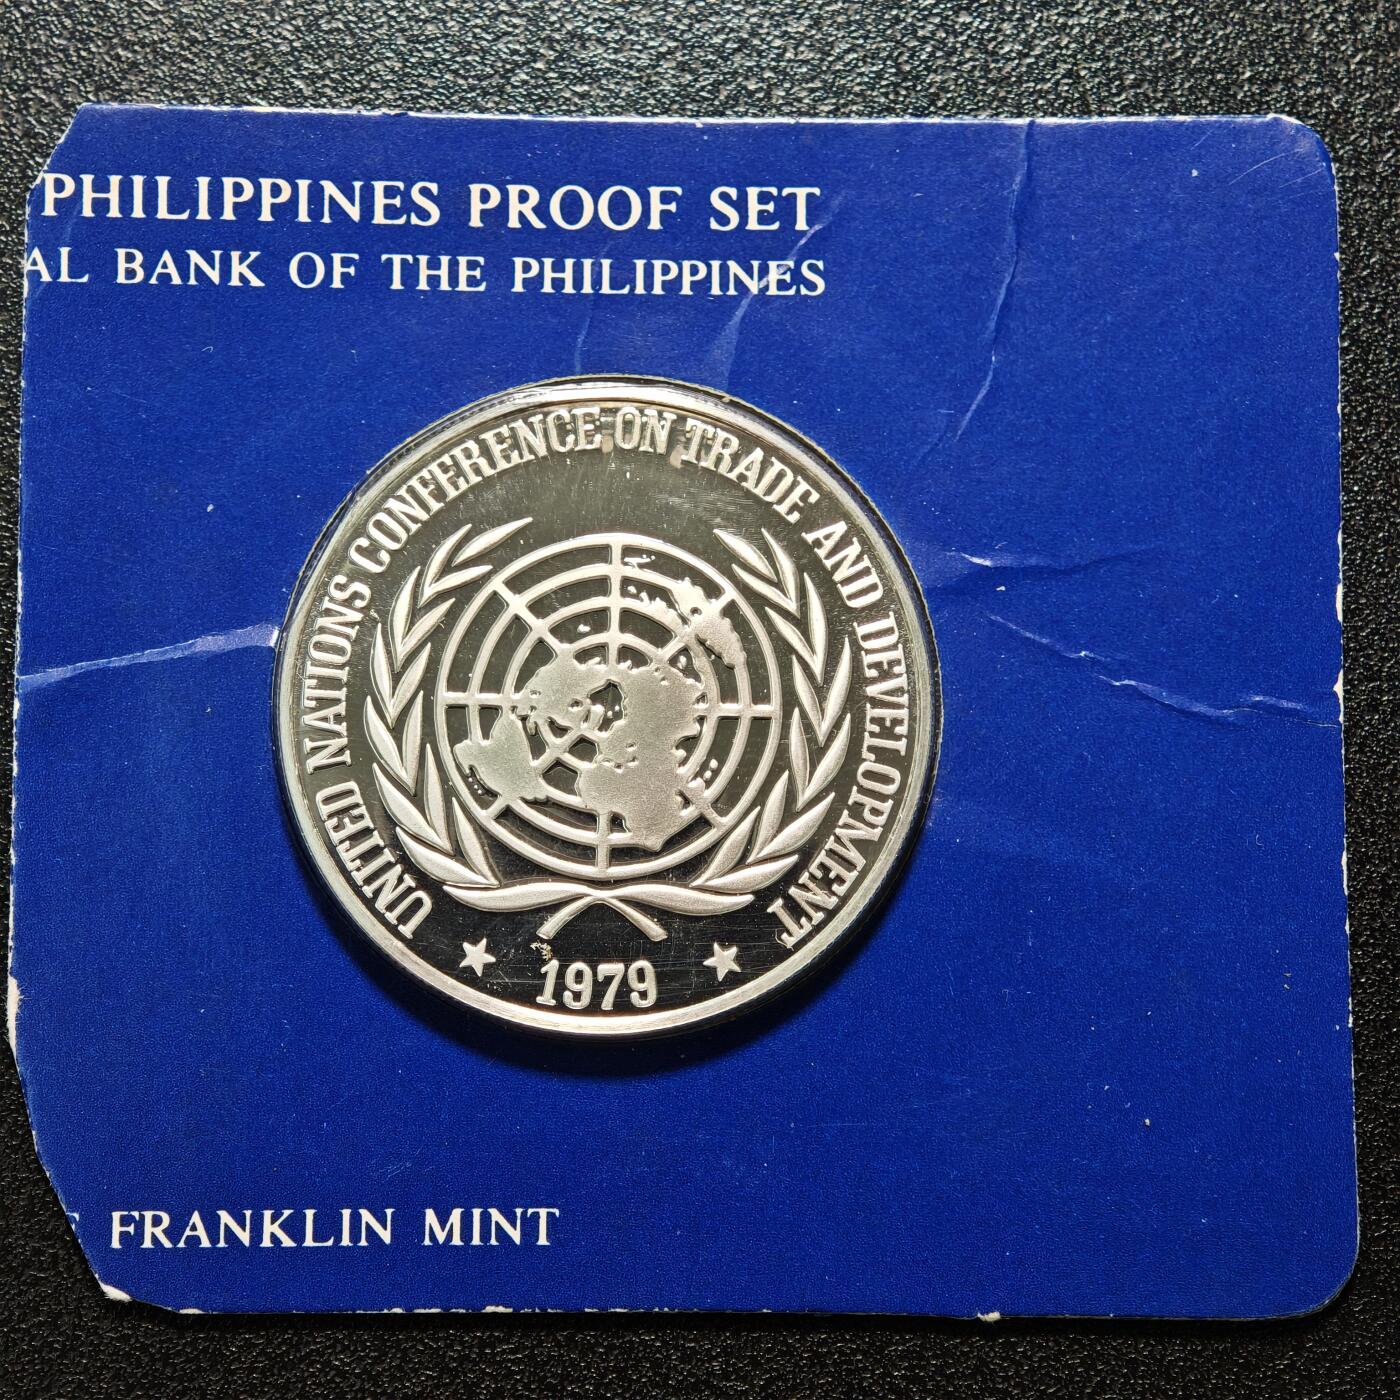 PHILIPPINES PROOF SET
AL BANK OF THE PHILIPPINES
UNITED NATIONS CONFERENCE ON TRADE AND DEVELOPMENT
1979
FRANKLIN MINT